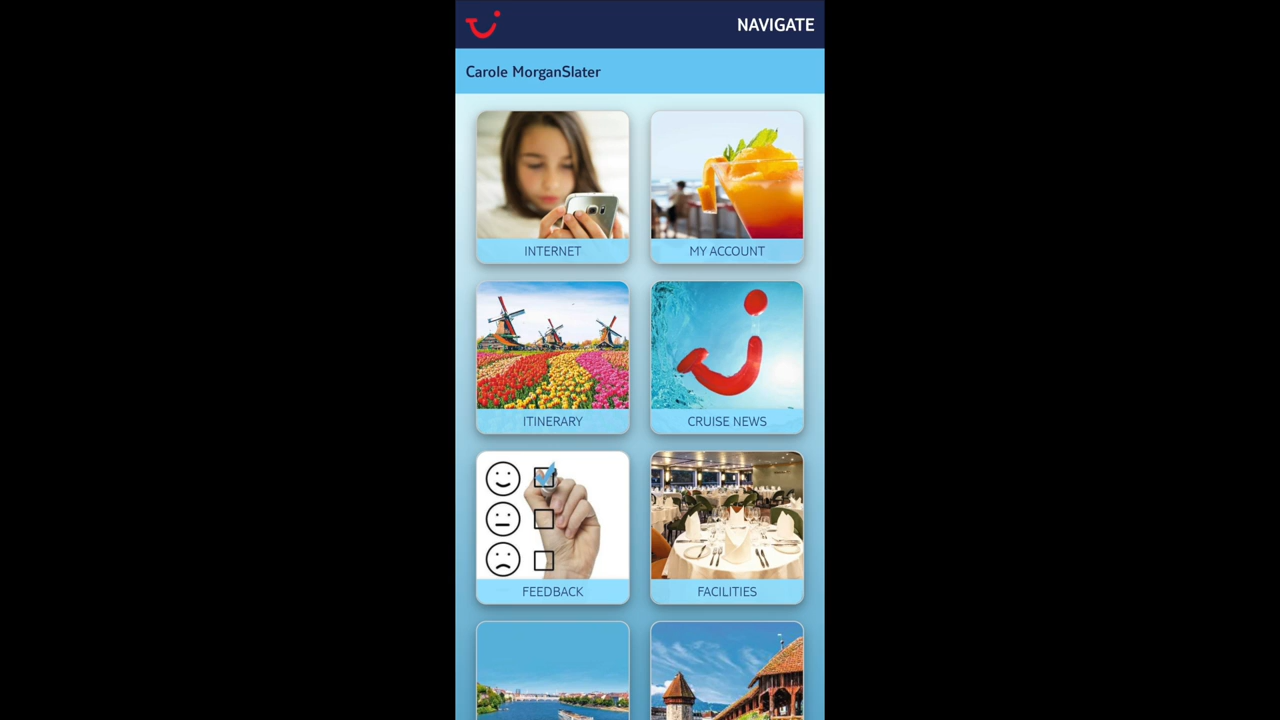 NAVIGATE
Carole MorganSlater
INTERNET
MY ACCOUNT
ITINERARY
CRUISE NEWS
FEEDBACK
FACILITIES